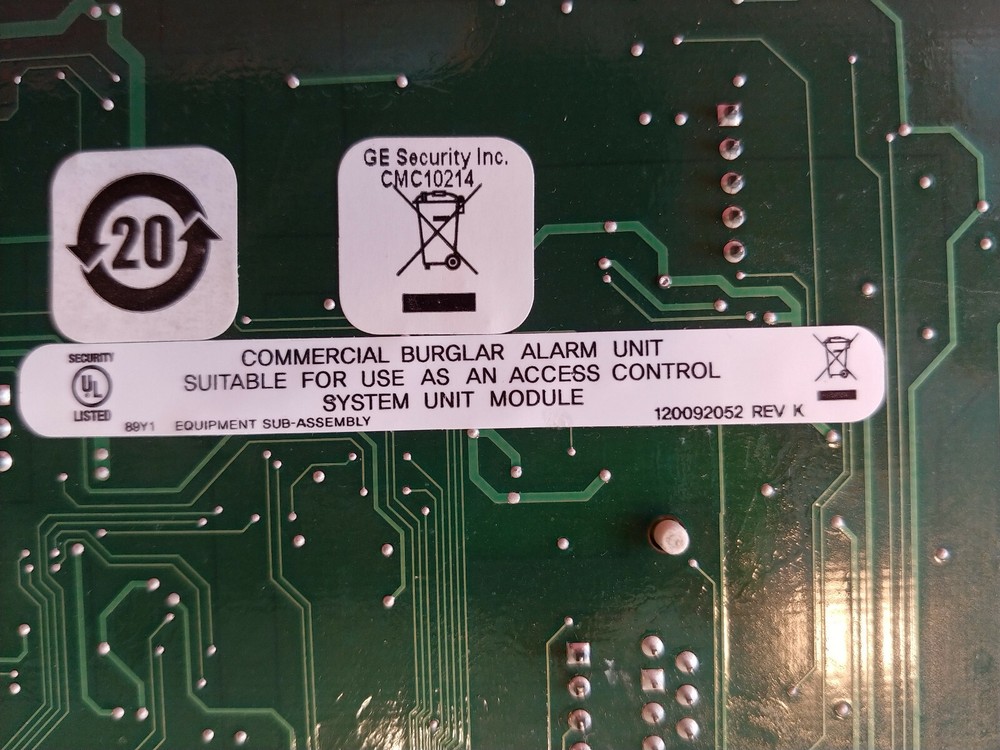 20
GE Security Inc.
CMC10214
SECURITY
UL
LISTED
COMMERCIAL BURGLAR ALARM UNIT
SUITABLE FOR USE AS AN ACCESS CONTROL
SYSTEM UNIT MODULE
89Y1 EQUIPMENT SUB-ASSEMBLY
120092052 REV K